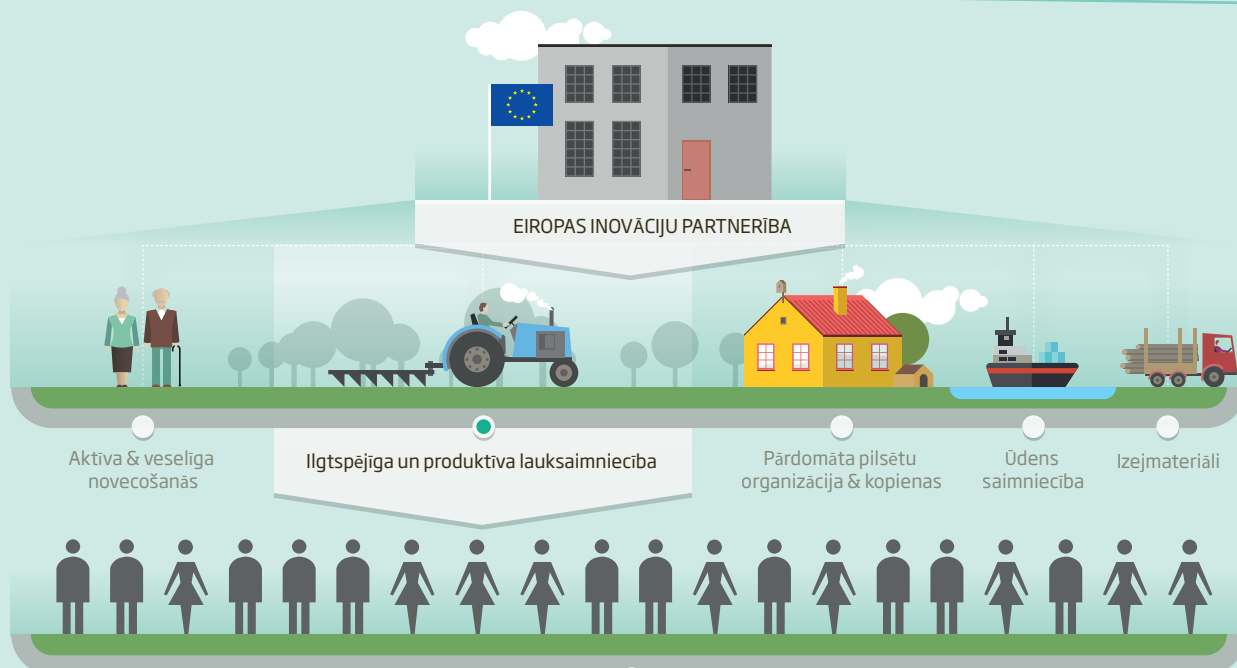 EIROPAS INOVĀCIJU PARTNERĪBA
Aktīva & veselīga
novecošanās
Ilgtspējīga un produktīva lauksaimniecība
Pārdomāta pilsētu
organizācija & kopienas
Ūdens
saimniecība
Izejmateriāli